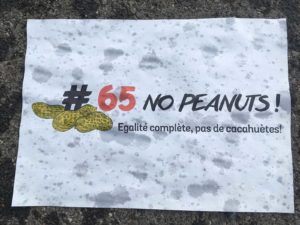 # 65 NO PEANUTS !
Egalité complète, pas de cacahuètes!